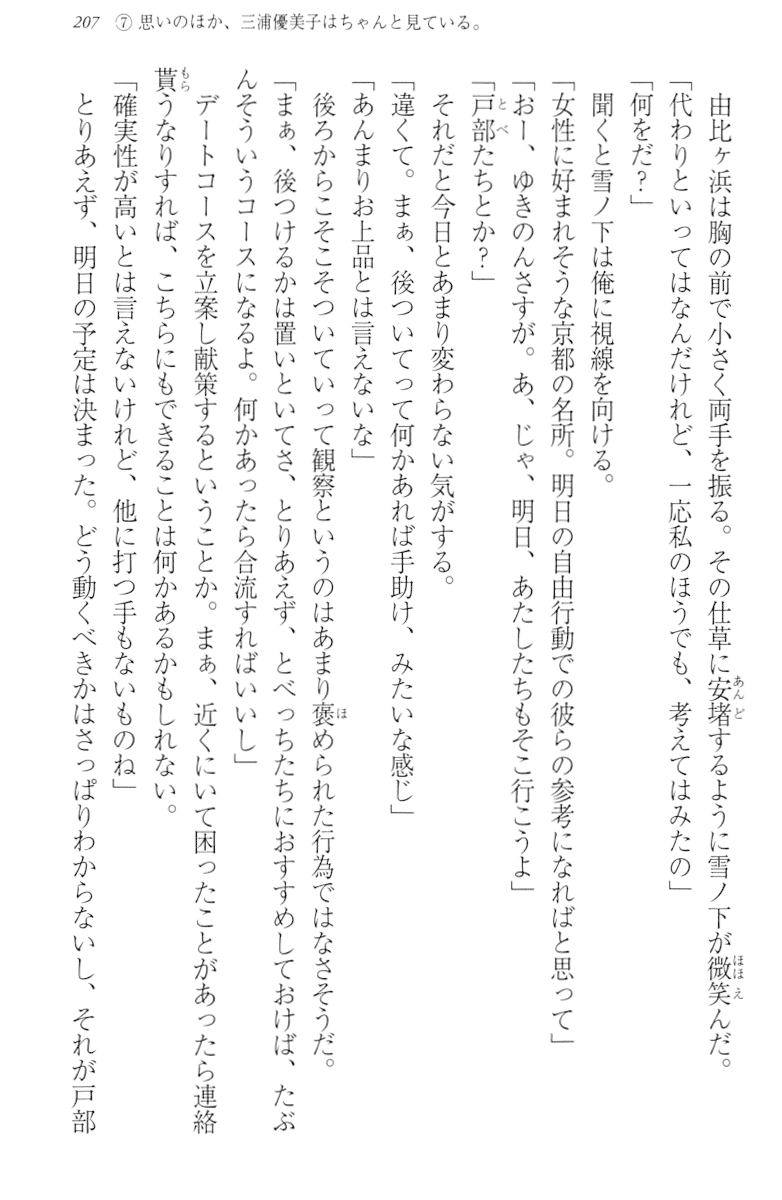 207 ⑦ 思いのほか、三浦優美子はちゃんと見ている。
由比ヶ浜は胸の前で小さく両手を振る。その仕草に安堵するように雪ノ下が微笑んだ。
「代わりといってはなんだけれど、一応私のほうでも、考えてはみたの」
「何をだ？」
聞くと雪ノ下は俺に視線を向ける。
「女性に好まれそうな京都の名所。明日の自由行動での彼らの参考になればと思って」
「おー、ゆきのんさすが。あ、じゃ、明日、あたしたちもそこ行こうよ」
「戸部たちとか？」
それだと今日とあまり変わらない気がする。
「違くて。まぁ、後ついてって何かあれば手助け、みたいな感じ」
「あんまりお上品とは言えないな」
後ろからこそこそついていって観察というのはあまり褒められた行為ではなさそうだ。
「まぁ、後つけるかは置いといてさ、とりあえず、とべっちたちにおすすめしておけば、たぶ
んそういうコースになるよ。何かあったら合流すればいいし」
デートコースを立案し献策するということか。まぁ、近くにいて困ったことがあったら連絡
貰うなりすれば、こちらにもできることは何かあるかもしれない。
「確実性が高いとは言えないけれど、他に打つ手もないものね」
とりあえず、明日の予定は決まった。どう動くべきかはさっぱりわからないし、それが戸部